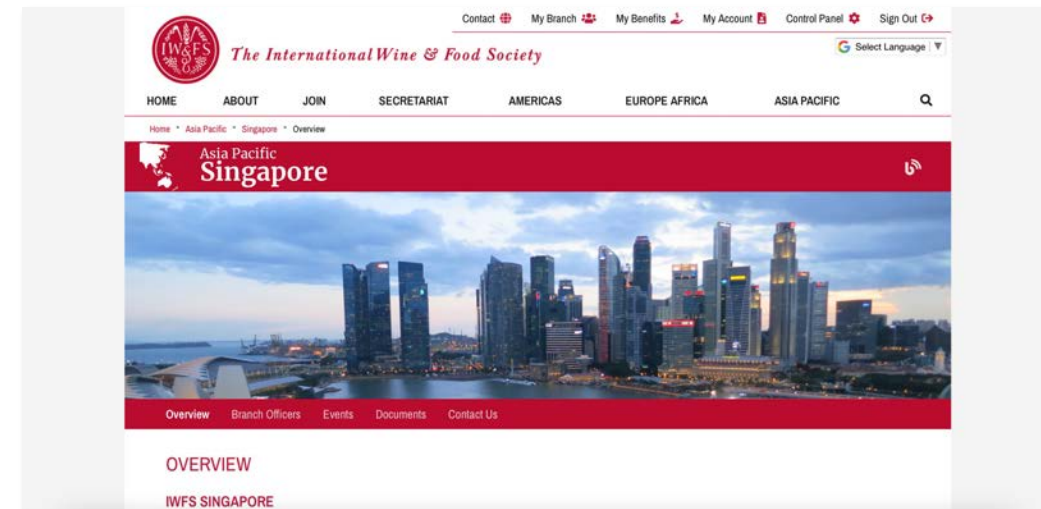 Contact My Branch My Benefits My Account Control Panel Sign Out
IW&FS
The International Wine & Food Society
G Select Language ▼
HOME ABOUT JOIN SECRETARIAT AMERICAS EUROPE AFRICA ASIA PACIFIC
Home • Asia Pacific • Singapore • Overview
Asia Pacific
Singapore
Overview Branch Officers Events Documents Contact Us
OVERVIEW
IWFS SINGAPORE